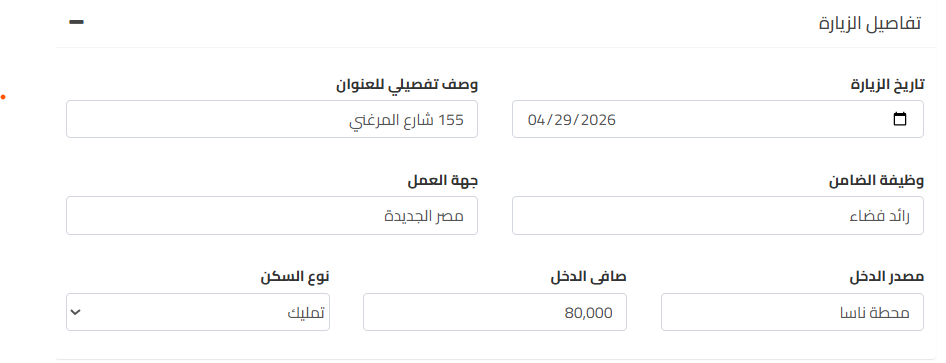 تفاصيل الزيارة
تاريخ الزيارة
وصف تفصيلي للعنوان
04/29/2026
155 شارع المرغني
وظيفة الضامن
جهة العمل
رائد فضاء
مصر الجديدة
مصدر الدخل
صافى الدخل
نوع السكن
محطة ناسا
80,000
تمليك